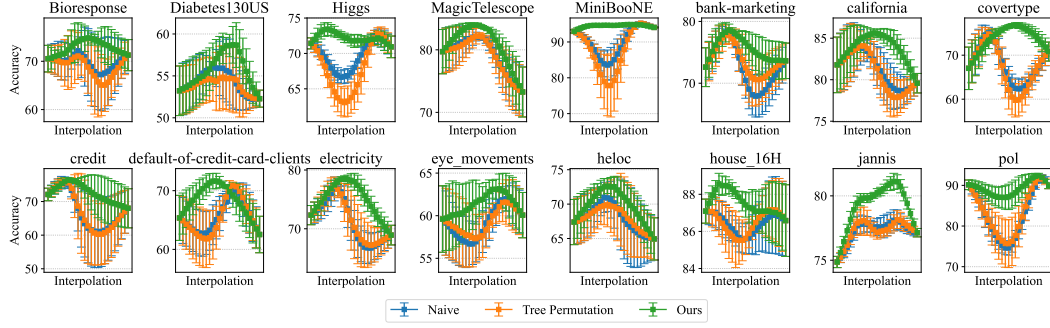 Bioresponse
Diabetes130US
Higgs
MagicTelescope
MiniBooNE
bank-marketing
california
covertype
Accuracy
70
60
60
55
50
75
70
65
80
70
90
80
70
80
70
85
80
75
80
70
60
Interpolation
Interpolation
Interpolation
Interpolation
Interpolation
Interpolation
Interpolation
Interpolation
credit
default-of-credit-card-clients
electricity
eye_movements
heloc
house_16H
jannis
pol
Accuracy
70
60
50
70
60
80
70
65
60
55
75
70
65
88
86
84
80
75
90
80
70
Interpolation
Interpolation
Interpolation
Interpolation
Interpolation
Interpolation
Interpolation
Interpolation
Naive
Tree Permutation
Ours